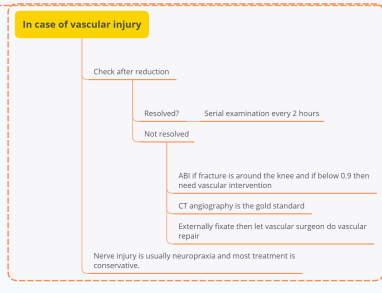 In case of vascular injury
Check after reduction
Resolved?
Serial examination every 2 hours
Not resolved
ABI if fracture is around the knee and if below 0.9 then
need vascular intervention
CT angiography is the gold standard
Externally fixate then let vascular surgeon do vascular
repair
Nerve injury is usually neuropraxia and most treatment is
conservative.